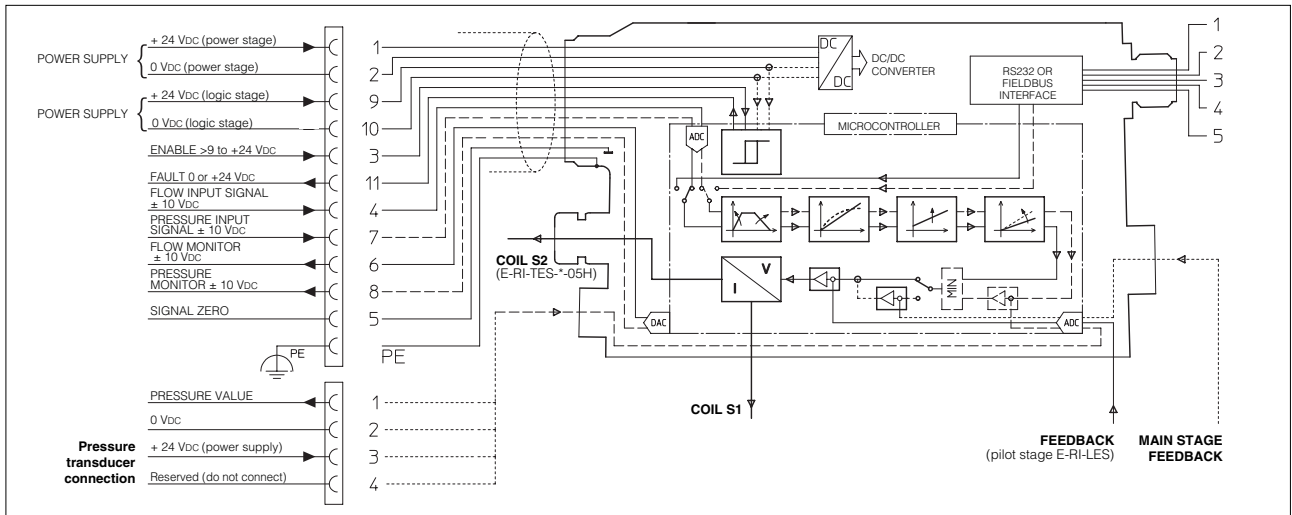 POWER SUPPLY
+ 24 VDC (power stage)
1
0 VDC (power stage)
2
POWER SUPPLY
+ 24 VDC (logic stage)
9
0 VDC (logic stage)
10
ENABLE >9 to +24 VDC
3
FAULT 0 or +24 VDC
11
FLOW INPUT SIGNAL
± 10 VDC
4
PRESSURE INPUT
SIGNAL ± 10 VDC
7
FLOW MONITOR
± 10 VDC
6
PRESSURE
MONITOR ± 10 VDC
8
SIGNAL ZERO
5
PE
PE
Pressure
transducer
connection
PRESSURE VALUE
1
0 VDC
2
+ 24 VDC (power supply)
3
Reserved (do not connect)
4
DC
DC
DC/DC
CONVERTER
RS232 OR
FIELDBUS
INTERFACE
1
2
3
4
5
MICROCONTROLLER
ADC
COIL S2
(E-RI-TES-*-05H)
V
I
MIN
DAC
ADC
COIL S1
FEEDBACK
(pilot stage E-RI-LES)
MAIN STAGE
FEEDBACK